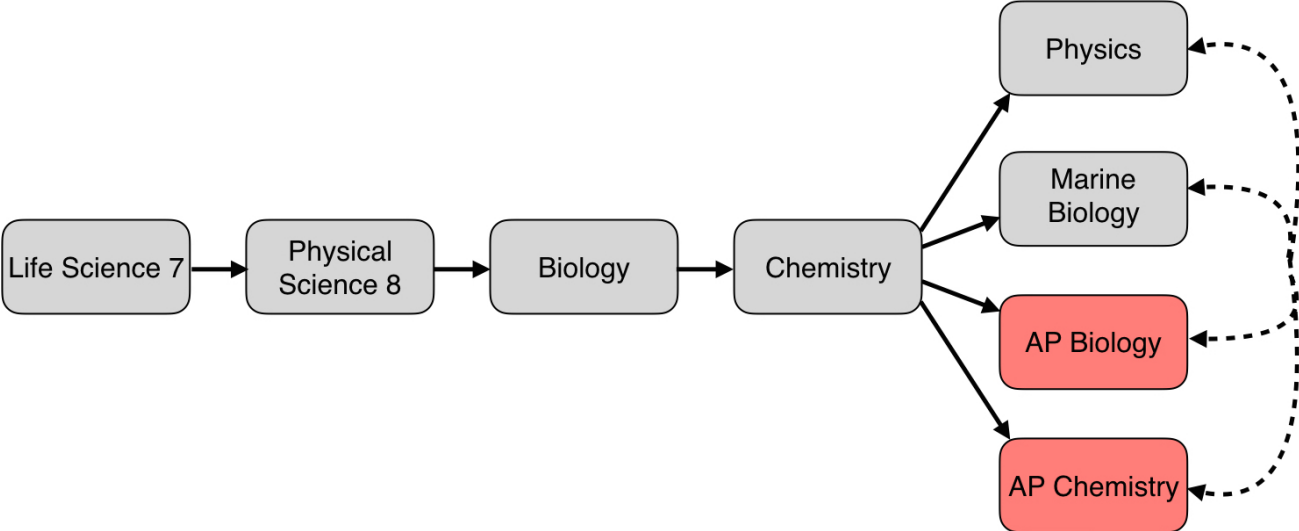 Physics
Marine
Biology
Life Science 7
Physical
Science 8
Biology
Chemistry
AP Biology
AP Chemistry